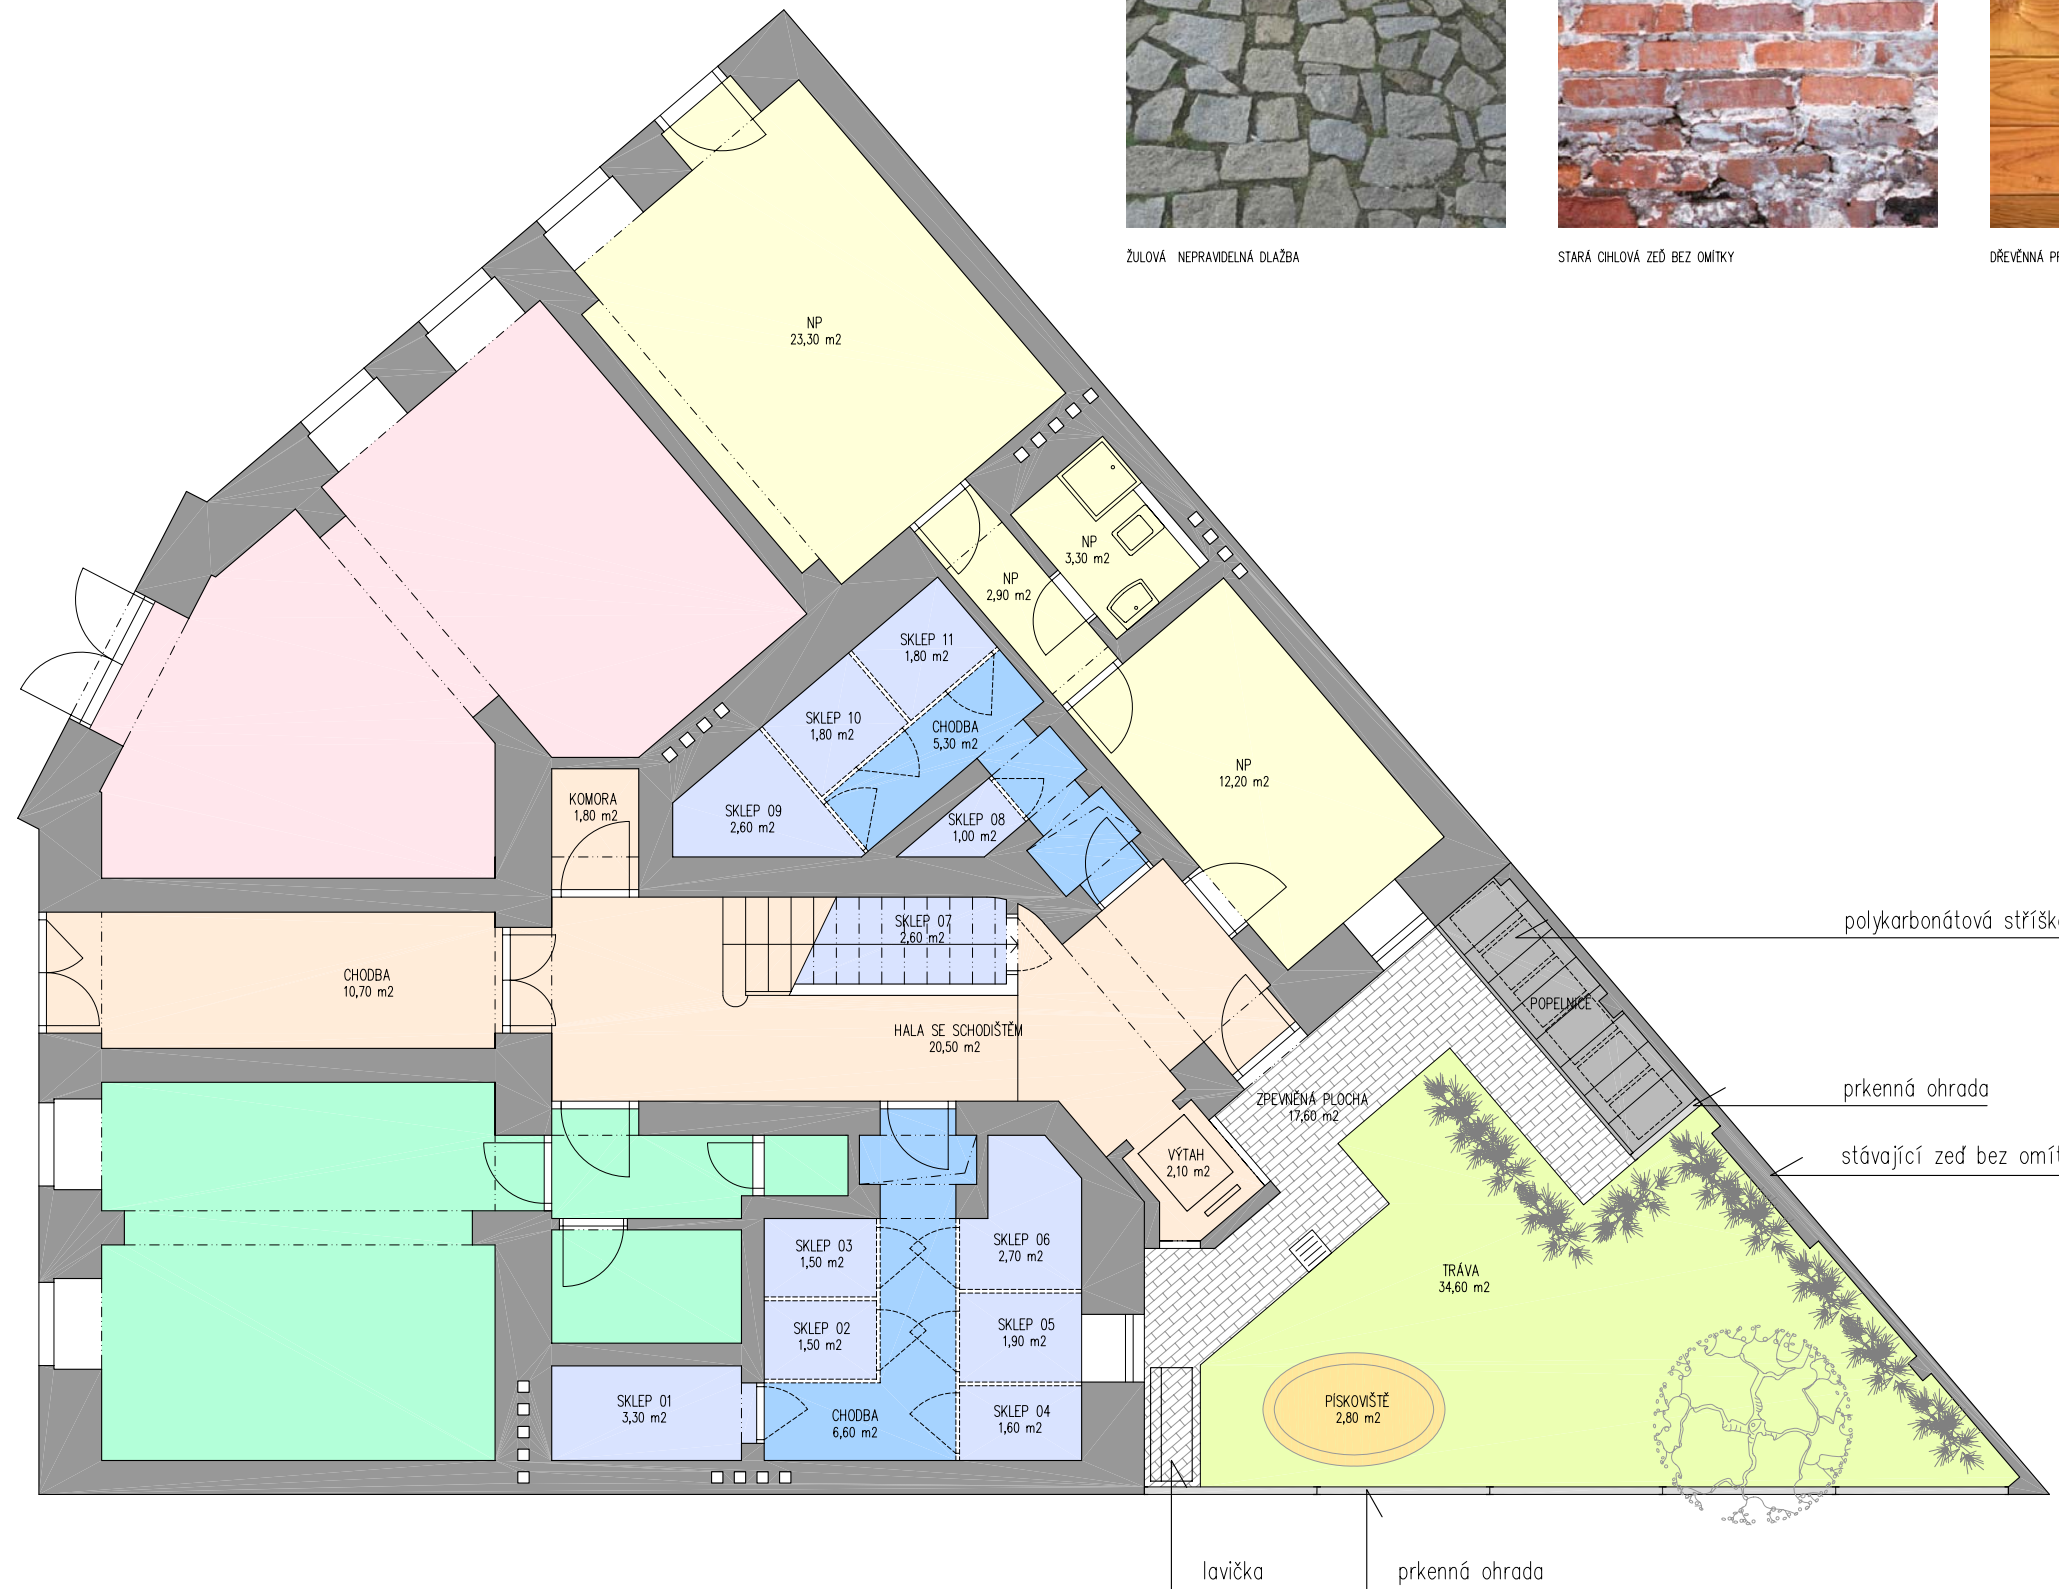 ŽULOVÁ NEPRAVIDELNÁ DLAŽBA
STARÁ CIHLOVÁ ZEĎ BEZ OMÍTKY
DŘEVĚNNÁ
NP
23,30 m2
NP
3,30 m2
NP
2,90 m2
SKLEP 11
1,80 m2
SKLEP 10
1,80 m2
CHODBA
5,30 m2
NP
12,20 m2
KOMORA
1,80 m2
SKLEP 09
2,60 m2
SKLEP 08
1,00 m2
SKLEP 07
2,60 m2
polykarbonátová
CHODBA
10,70 m2
POPELNICE
HALA SE SCHODIŠTĚM
20,50 m2
prkenná ohrada
ZPEVNĚNÁ PLOCHA
17,60 m2
VÝTAH
2,10 m2
stávající zeď bez
SKLEP 03
1,50 m2
SKLEP 06
2,70 m2
TRÁVA
34,60 m2
SKLEP 02
1,50 m2
SKLEP 05
1,90 m2
SKLEP 01
3,30 m2
CHODBA
6,60 m2
SKLEP 04
1,60 m2
PÍSKOVIŠTĚ
2,80 m2
lavička
prkenná ohrada